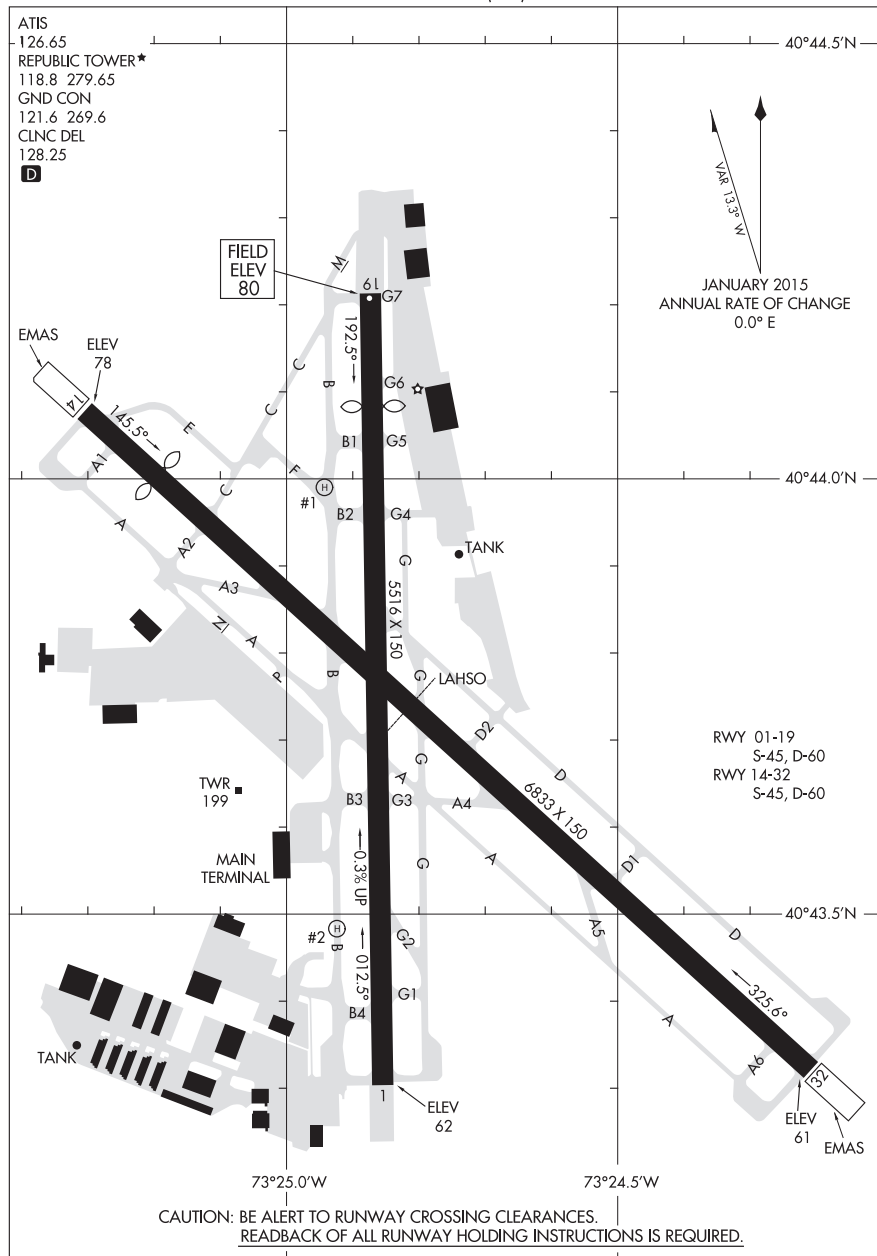 ATIS
126.65
REPUBLIC TOWER
118.8 279.65
GND CON
121.6 269.6
CLNC DEL
128.25
D
40°44.5'N
VAR 13.3° W
JANUARY 2015
ANNUAL RATE OF CHANGE
0.0° E
FIELD
ELEV
80
M
19
G7
192.5°
EMAS
ELEV
78
14
145.5°
C
B
G6
C
E
B1
G5
A1
F
40°44.0'N
C
#1
H
B2
G4
A
A2
TANK
G
A3
5516 X 150
N
A
P
B
G
LAHSO
D2
RWY 01-19
S-45, D-60
RWY 14-32
S-45, D-60
G
D
A
TWR
199
B3
G3
A4
6833 X 150
MAIN
TERMINAL
0.3% UP
G
A
D1
40°43.5'N
#2
H
B
G2
A5
D
012.5°
G1
325.6°
B4
A
TANK
A6
32
1
ELEV
62
ELEV
61
EMAS
73°25.0'W
73°24.5'W
CAUTION: BE ALERT TO RUNWAY CROSSING CLEARANCES.
READBACK OF ALL RUNWAY HOLDING INSTRUCTIONS IS REQUIRED.